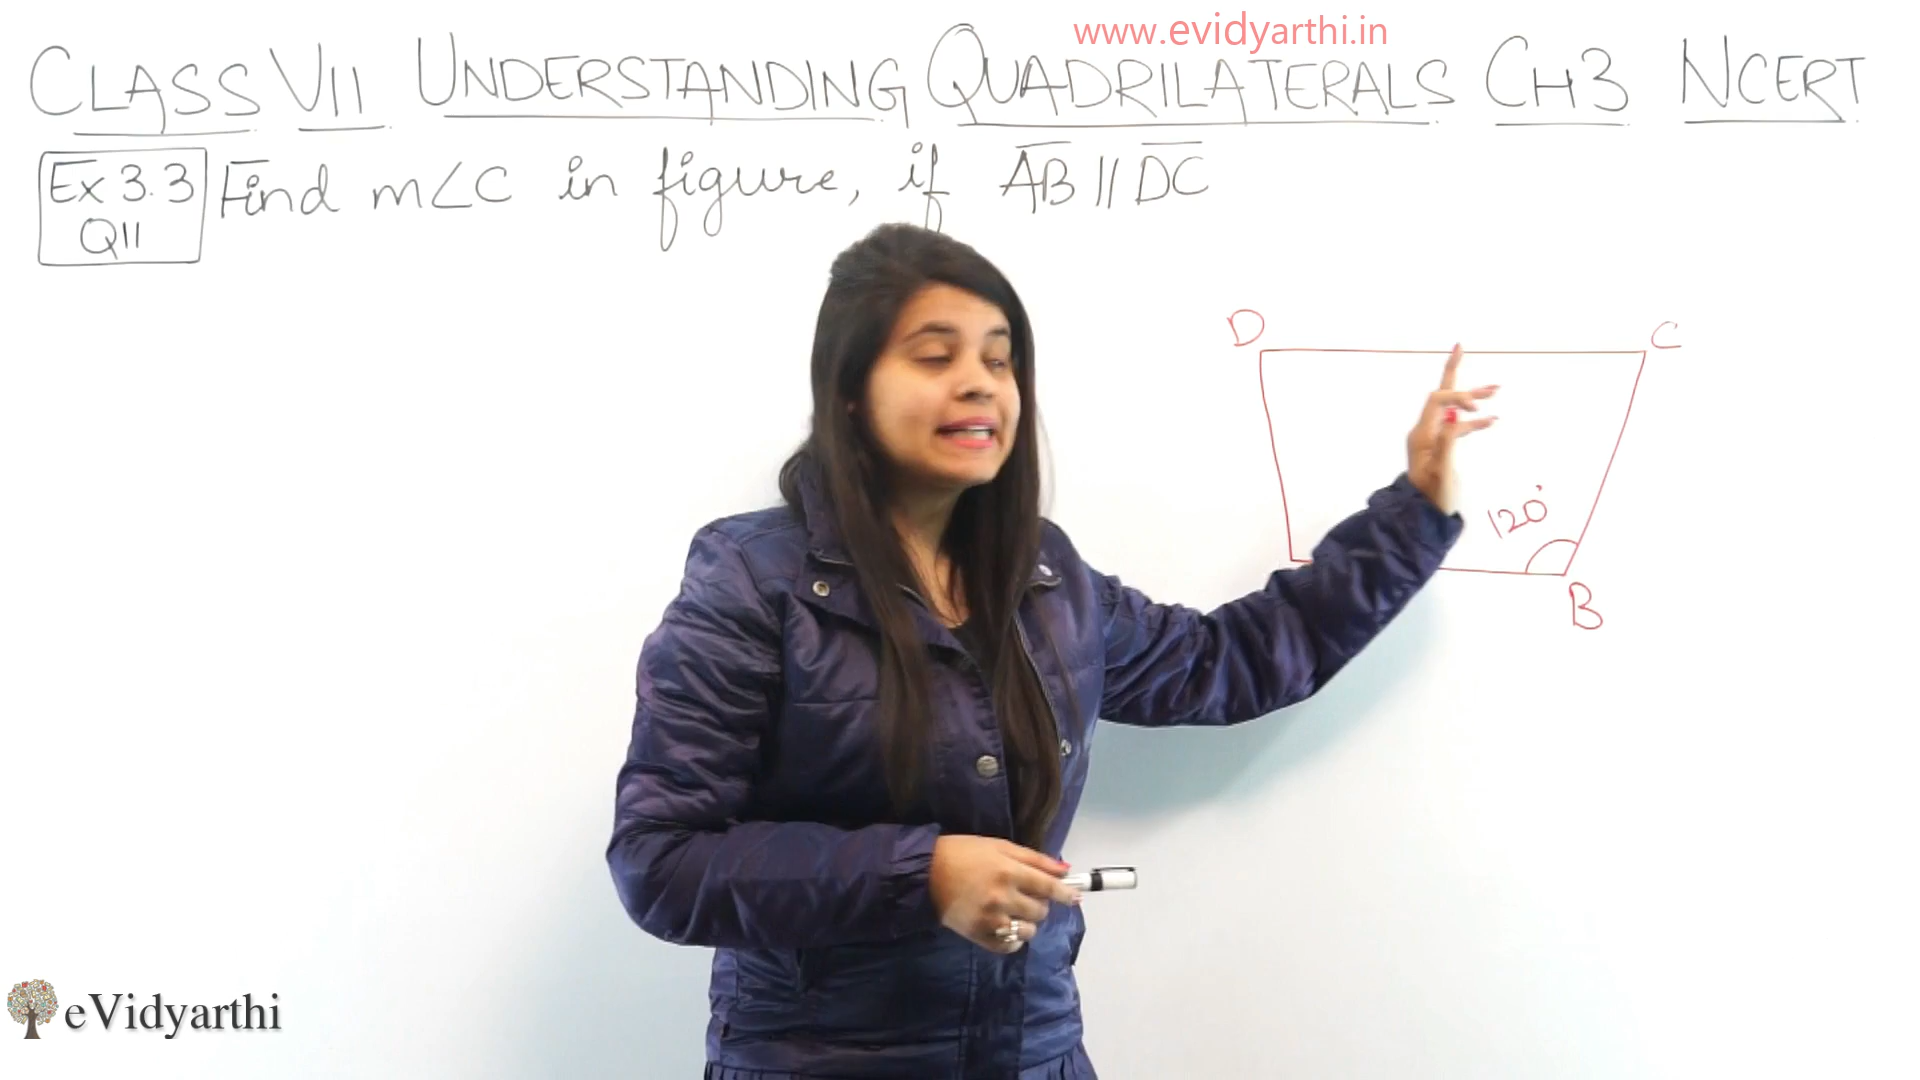 www.evidyarthi.in
CLASS VII UNDERSTANDING QUADRILATERALS CH3 NCERT
Ex 3.3
Q11
Find m∠C in figure, if AB || DC
D
C
120°
B
eVidyarthi